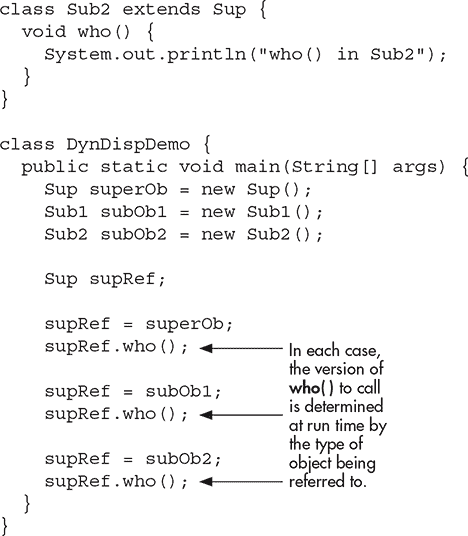 class Sub2 extends Sup {
  void who() {
    System.out.println("who() in Sub2");
  }
}

class DynDispDemo {
  public static void main(String[] args) {
    Sup superOb = new Sup();
    Sub1 subOb1 = new Sub1();
    Sub2 subOb2 = new Sub2();

    Sup supRef;

    supRef = superOb;
    supRef.who();

    supRef = subOb1;
    supRef.who();

    supRef = subOb2;
    supRef.who();
  }
}
In each case,
the version of
who( ) to call
is determined
at run time by
the type of
object being
referred to.